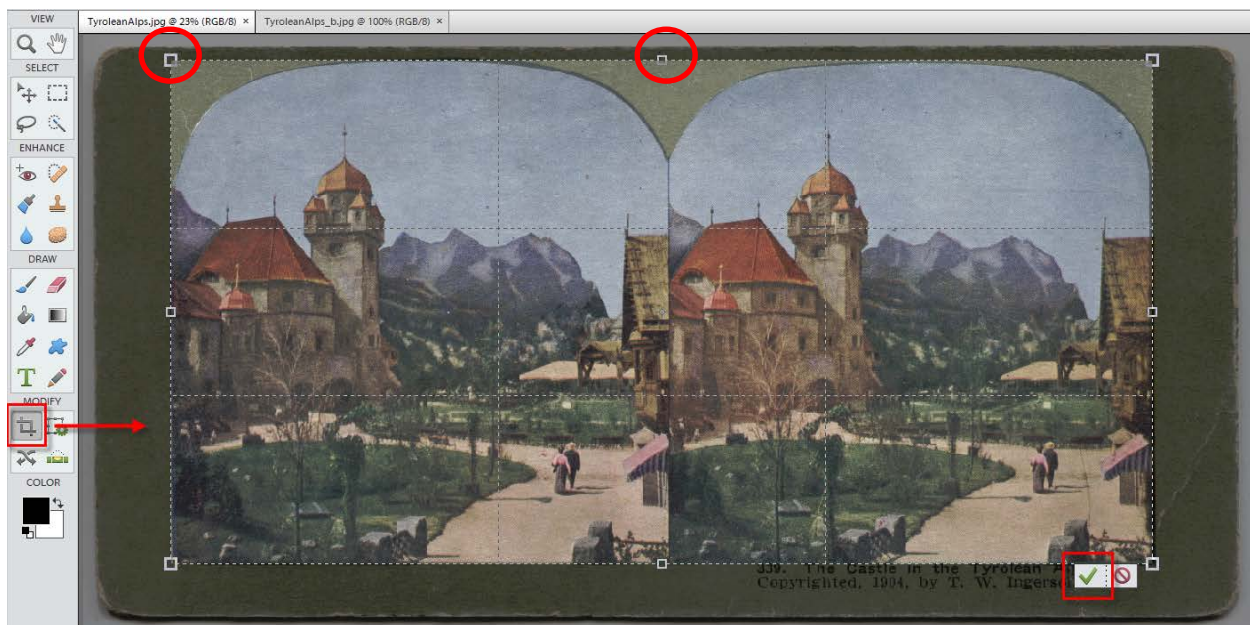 VIEW
TyroleanAlps.jpg @ 23% (RGB/8) ×
TyroleanAlps_b.jpg @ 100% (RGB/8) ×
SELECT
ENHANCE
DRAW
T
MODIFY
COLOR
339. The Castle in the Tyrolean
Copyrighted, 1904, by T. W.